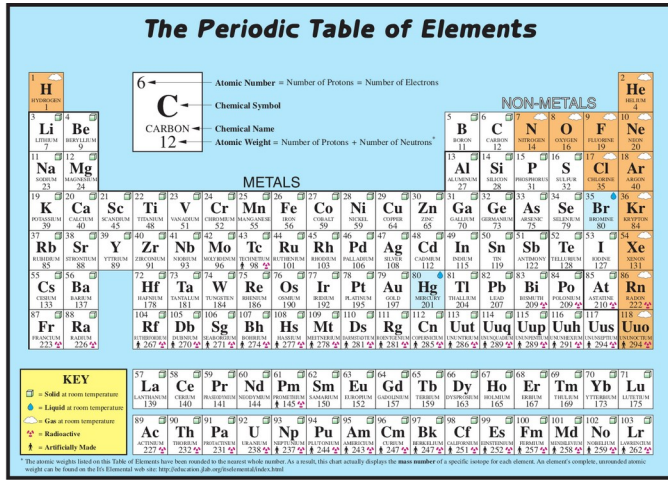 The Periodic Table of Elements
1
H
HYDROGEN
1
6
C
CARBON
12
Atomic Number = Number of Protons = Number of Electrons
Chemical Symbol
Chemical Name
Atomic Weight = Number of Protons + Number of Neutrons*
NON-METALS
2
He
HELIUM
4
3 4 5 6 7 8 9 10
Li Be B C N O F Ne
LITHIUM BERYLLIUM BORON CARBON NITROGEN OXYGEN FLUORINE NEON
7 9 11 12 14 16 19 20
11 12 13 14 15 16 17 18
Na Mg Al Si P S Cl Ar
SODIUM MAGNESIUM ALUMINUM SILICON PHOSPHORUS SULFUR CHLORINE ARGON
23 24 27 28 31 32 35 40
METALS
19 20 21 22 23 24 25 26 27 28 29 30 31 32 33 34 35 36
K Ca Sc Ti V Cr Mn Fe Co Ni Cu Zn Ga Ge As Se Br Kr
POTASSIUM CALCIUM SCANDIUM TITANIUM VANADIUM CHROMIUM MANGANESE IRON COBALT NICKEL COPPER ZINC GALLIUM GERMANIUM ARSENIC SELENIUM BROMINE KRYPTON
39 40 45 48 51 52 55 56 59 59 64 65 70 73 75 79 80 84
37 38 39 40 41 42 43 44 45 46 47 48 49 50 51 52 53 54
Rb Sr Y Zr Nb Mo Tc Ru Rh Pd Ag Cd In Sn Sb Te I Xe
RUBIDIUM STRONTIUM YTTRIUM ZIRCONIUM NIOBIUM MOLYBDENUM TECHNETIUM RUTHENIUM RHODIUM PALLADIUM SILVER CADMIUM INDIUM TIN ANTIMONY TELLURIUM IODINE XENON
85 88 89 91 93 96 98 101 103 106 108 112 115 119 122 128 127 131
55 56 72 73 74 75 76 77 78 79 80 81 82 83 84 85 86
Cs Ba Hf Ta W Re Os Ir Pt Au Hg Tl Pb Bi Po At Rn
CESIUM BARIUM HAFNIUM TANTALUM TUNGSTEN RHENIUM OSMIUM IRIDIUM PLATINUM GOLD MERCURY THALLIUM LEAD BISMUTH POLONIUM ASTATINE RADON
133 137 178 181 184 186 190 192 195 197 201 204 207 209 209 210 222
87 88 104 105 106 107 108 109 110 111 112 113 114 115 116 117 118
Fr Ra Rf Db Sg Bh Hs Mt Ds Rg Cn Uut Uuq Uup Uuh Uus Uuo
FRANCIUM RADIUM RUTHERFORDIUM DUBNIUM SEABORGIUM BOHRIUM HASSIUM MEITNERIUM DARMSTADTIUM ROENTGENIUM COPERNICIUM UNUNTRIUM UNUNQUADIUM UNUNPENTIUM UNUNHEXIUM UNUNSEPTIUM UNUNOCTIUM
223 226 267 270 271 274 277 278 281 281 285 286 289 289 293 294 294
KEY
= Solid at room temperature
= Liquid at room temperature
= Gas at room temperature
= Radioactive
= Artificially Made
57 58 59 60 61 62 63 64 65 66 67 68 69 70 71
La Ce Pr Nd Pm Sm Eu Gd Tb Dy Ho Er Tm Yb Lu
LANTHANUM CERIUM PRASEODYMIUM NEODYMIUM PROMETHIUM SAMARIUM EUROPIUM GADOLINIUM TERBIUM DYSPROSIUM HOLMIUM ERBIUM THULIUM YTTERBIUM LUTETIUM
139 140 141 144 145 150 152 157 159 163 165 167 169 173 175
89 90 91 92 93 94 95 96 97 98 99 100 101 102 103
Ac Th Pa U Np Pu Am Cm Bk Cf Es Fm Md No Lr
ACTINIUM THORIUM PROTACTINIUM URANIUM NEPTUNIUM PLUTONIUM AMERICIUM CURIUM BERKELIUM CALIFORNIUM EINSTEINIUM FERMIUM MENDELEVIUM NOBELIUM LAWRENCIUM
227 232 231 238 237 244 243 247 247 251 252 257 258 259 262
* The atomic weights listed on this Table of Elements have been rounded to the nearest whole number. As a result, this chart actually displays the mass number of a specific isotope for each element. An element's complete, unrounded atomic
weight can be found on the It's Elemental web site: http://education.jlab.org/itselemental/index.html